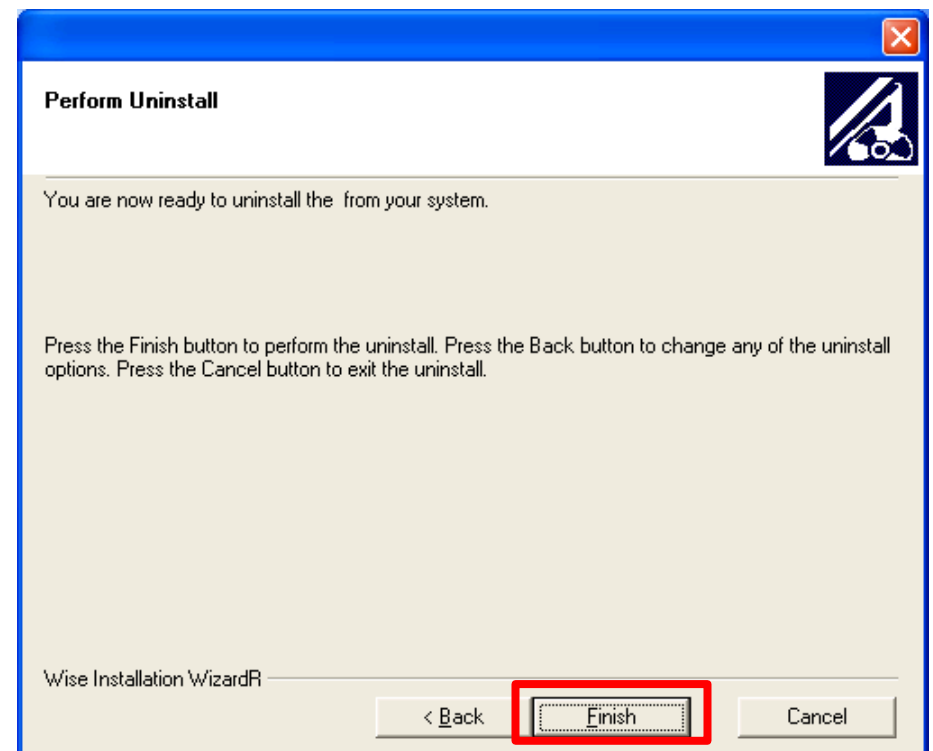 Perform Uninstall
You are now ready to uninstall the  from your system.
Press the Finish button to perform the uninstall. Press the Back button to change any of the uninstall
options. Press the Cancel button to exit the uninstall.
Wise Installation WizardR
< Back
Finish
Cancel